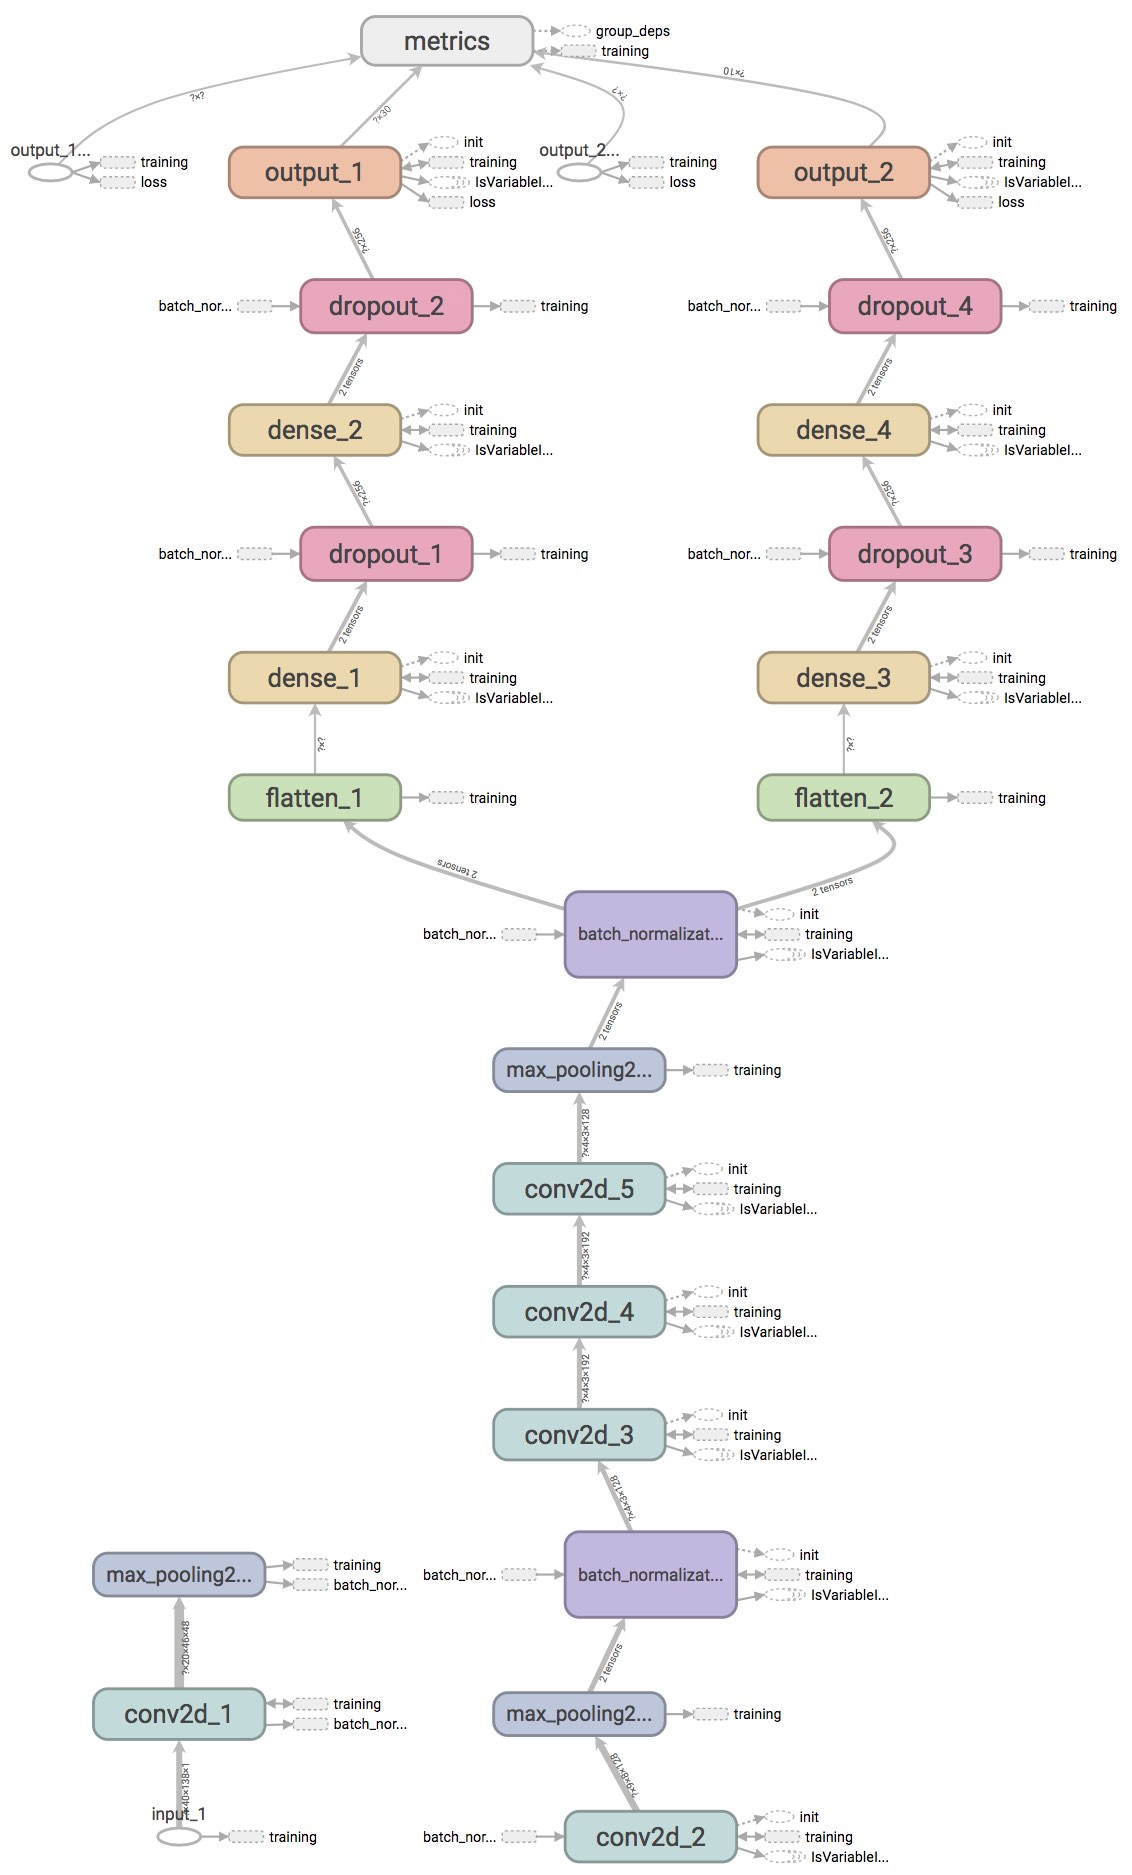 metrics
group_deps
training
?×?
?×30
?×?
?×10
output_1...
training
loss
output_1
init
training
IsVariableI...
loss
output_2...
training
loss
output_2
init
training
IsVariableI...
loss
?×256
?×256
batch_nor...
dropout_2
training
batch_nor...
dropout_4
training
2 tensors
2 tensors
dense_2
init
training
IsVariableI...
dense_4
init
training
IsVariableI...
?×256
?×256
batch_nor...
dropout_1
training
batch_nor...
dropout_3
training
2 tensors
2 tensors
dense_1
init
training
IsVariableI...
dense_3
init
training
IsVariableI...
?×?
?×?
flatten_1
training
flatten_2
training
2 tensors
2 tensors
batch_nor...
batch_normalizat...
init
training
IsVariableI...
2 tensors
max_pooling2...
training
?×4×3×128
conv2d_5
init
training
IsVariableI...
?×4×3×192
conv2d_4
init
training
IsVariableI...
?×4×3×192
conv2d_3
init
training
IsVariableI...
?×4×3×128
batch_nor...
batch_normalizat...
init
training
IsVariableI...
max_pooling2...
training
batch_nor...
?×20×46×48
2 tensors
conv2d_1
training
batch_nor...
max_pooling2...
training
?×40×138×1
?×9×8×128
input_1
training
batch_nor...
conv2d_2
init
training
IsVariableI...